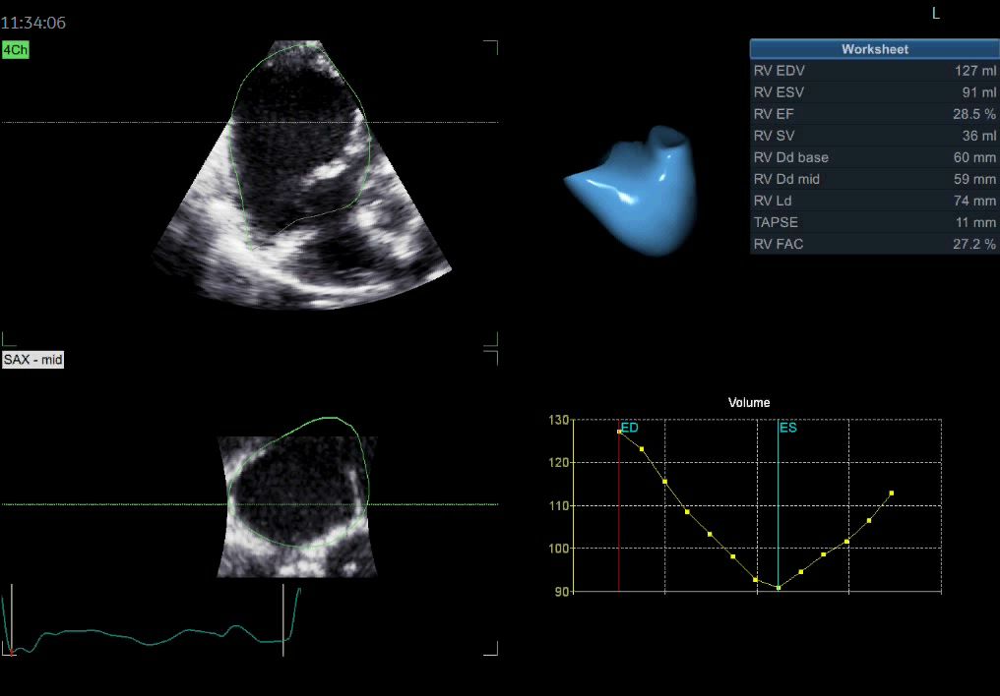 11:34:06
L
4Ch
Worksheet
RV EDV 127 ml
RV ESV 91 ml
RV EF 28.5 %
RV SV 36 ml
RV Dd base 60 mm
RV Dd mid 59 mm
RV Ld 74 mm
TAPSE 11 mm
RV FAC 27.2 %
SAX - mid
Volume
130
ED
ES
120
110
100
90